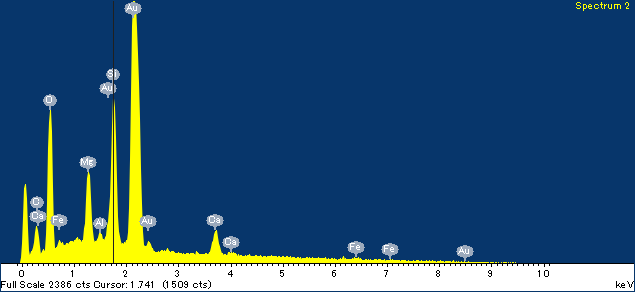 Spectrum 2
Au
Si
Au
O
Mg
C
Ca
Fe
Al
Au
Ca
Ca
Fe
Fe
Au
0 1 2 3 4 5 6 7 8 9 10
Full Scale 2386 cts Cursor: 1.741 (1509 cts) keV